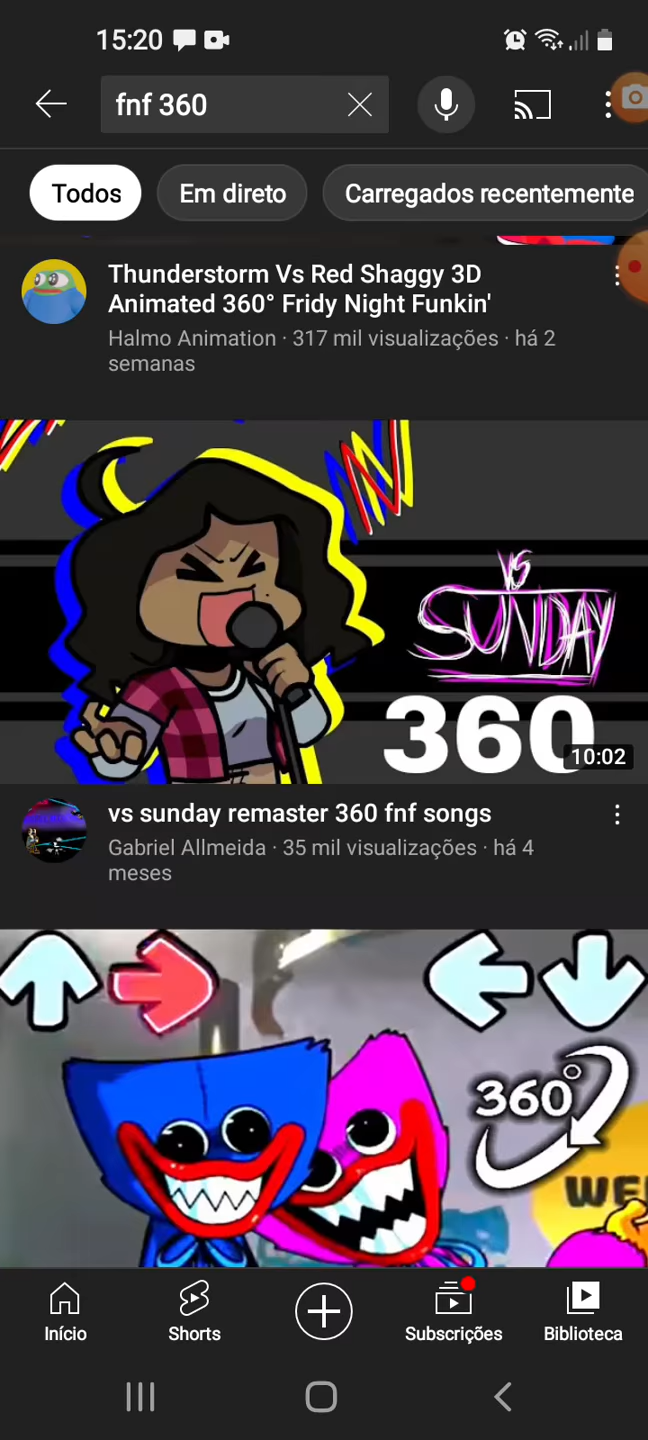 15:20
fnf 360
Todos
Em direto
Carregados recentemente
Thunderstorm Vs Red Shaggy 3D
Animated 360° Fridy Night Funkin'
Halmo Animation · 317 mil visualizações · há 2
semanas
VS
SUNDAY
360
10:02
vs sunday remaster 360 fnf songs
Gabriel Allmeida · 35 mil visualizações · há 4
meses
360°
Início
Shorts
Subscrições
Biblioteca